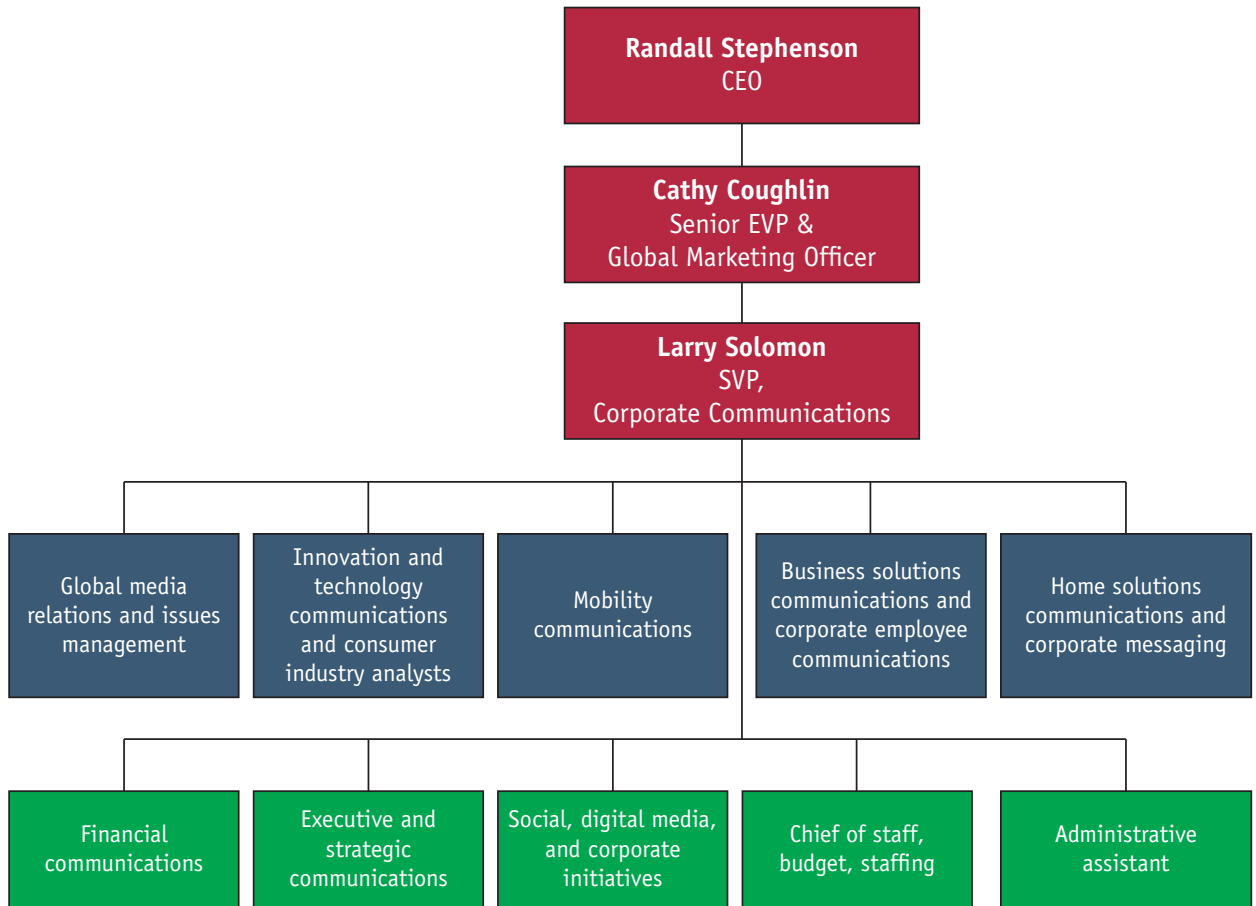 Randall Stephenson
CEO
Cathy Coughlin
Senior EVP &
Global Marketing Officer
Larry Solomon
SVP,
Corporate Communications
Global media
relations and issues
management
Innovation and
technology
communications
and consumer
industry analysts
Mobility
communications
Business solutions
communications and
corporate employee
communications
Home solutions
communications and
corporate messaging
Financial
communications
Executive and
strategic
communications
Social, digital media,
and corporate
initiatives
Chief of staff,
budget, staffing
Administrative
assistant